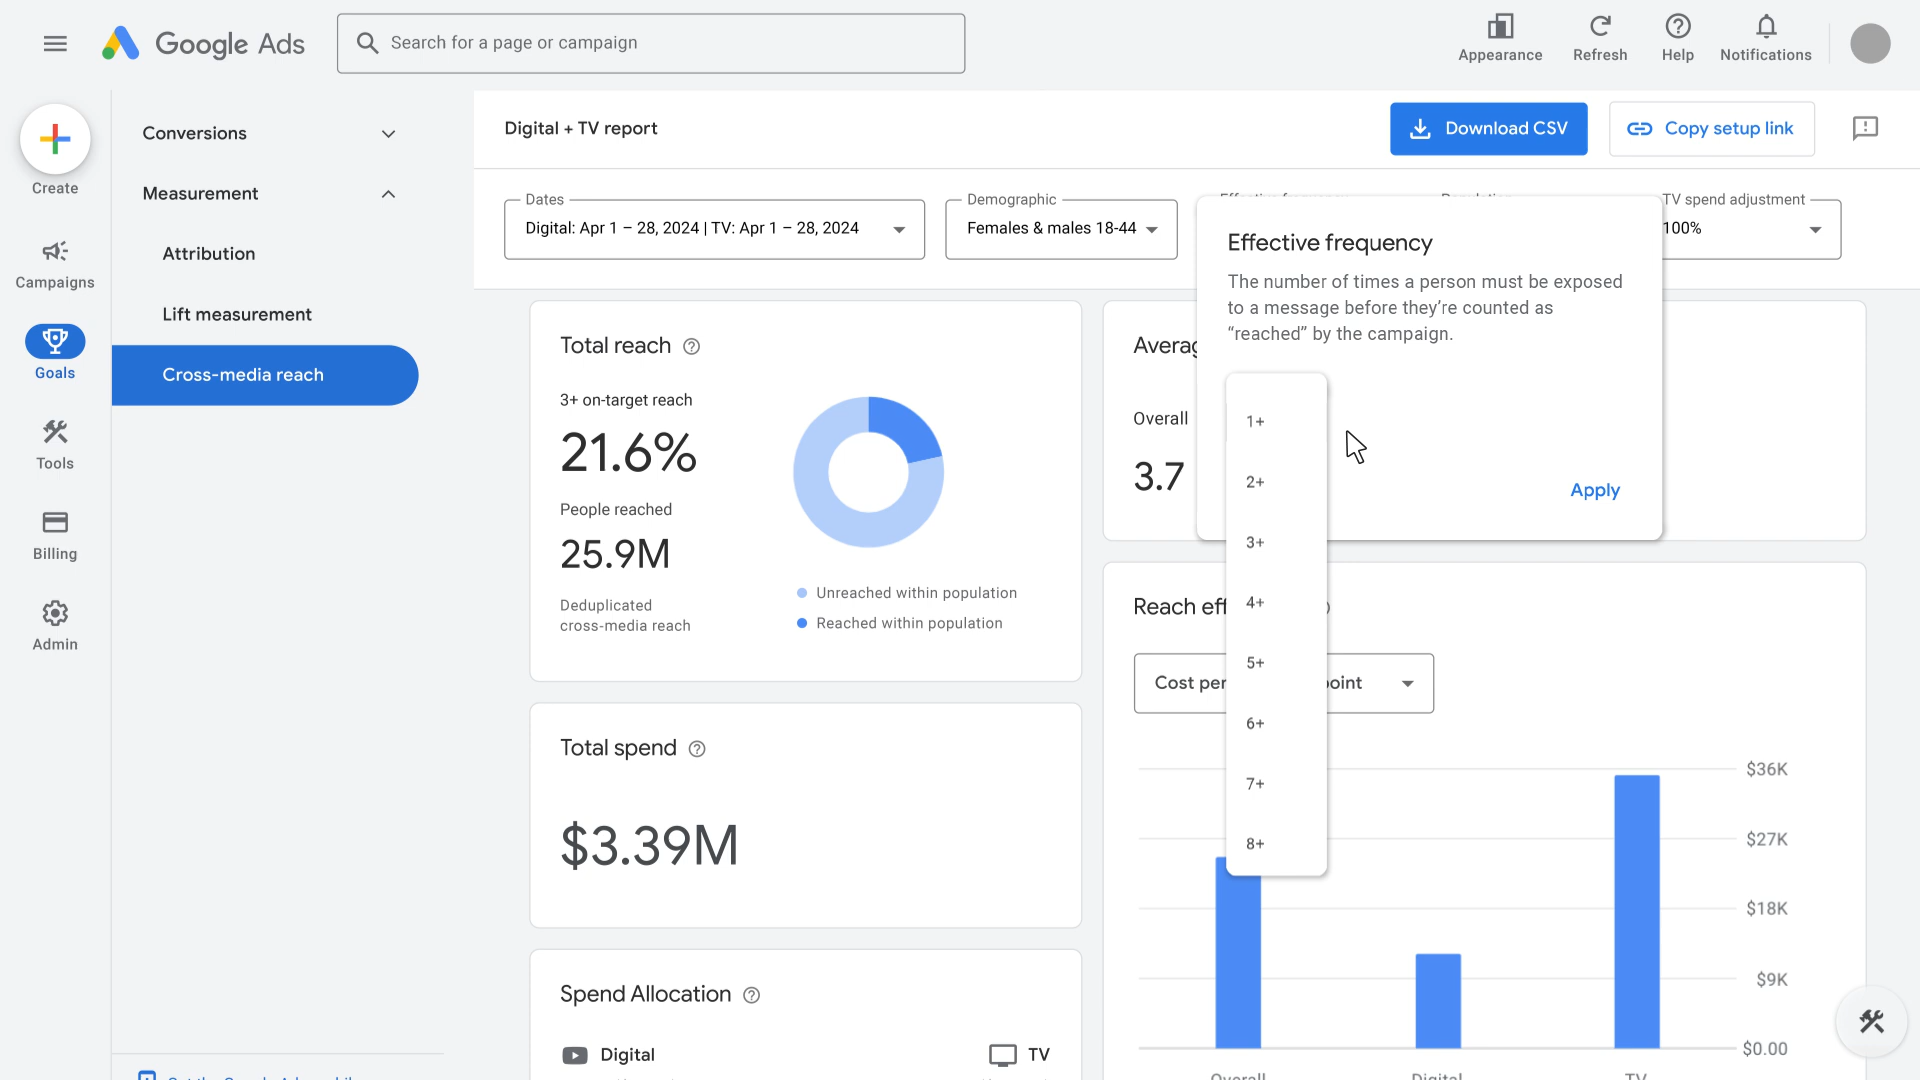 Google Ads
Search for a page or campaign
Appearance
Refresh
Help
Notifications
Create
Campaigns
Goals
Tools
Billing
Admin
Conversions
Measurement
Attribution
Lift measurement
Cross-media reach
Digital + TV report
Download CSV
Copy setup link
Dates
Digital: Apr 1 – 28, 2024 | TV: Apr 1 – 28, 2024
Demographic
Females & males 18-44
TV spend adjustment
100%
Effective frequency
The number of times a person must be exposed
to a message before they’re counted as
“reached” by the campaign.
1+
2+
3+
4+
5+
6+
7+
8+
Apply
Total reach
3+ on-target reach
21.6%
People reached
25.9M
Deduplicated
cross-media reach
Unreached within population
Reached within population
Overall
3.7
Total spend
$3.39M
Spend Allocation
Digital
TV
Reach
Cost per
$36K
$27K
$18K
$9K
$0.00
Overall
Digital
TV